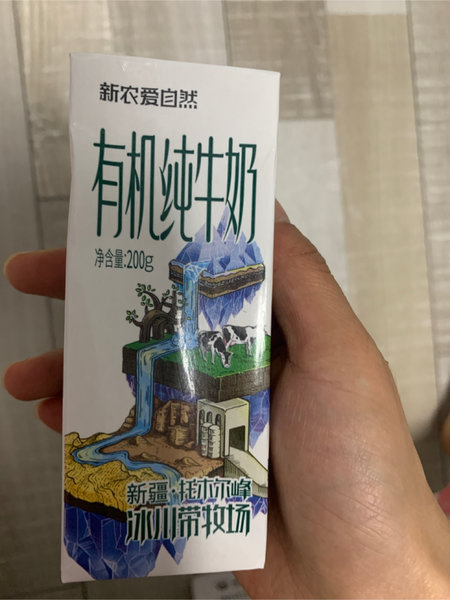 新农爱自然
有机纯牛奶
净含量:200g
新疆·托木尔峰
冰川带牧场